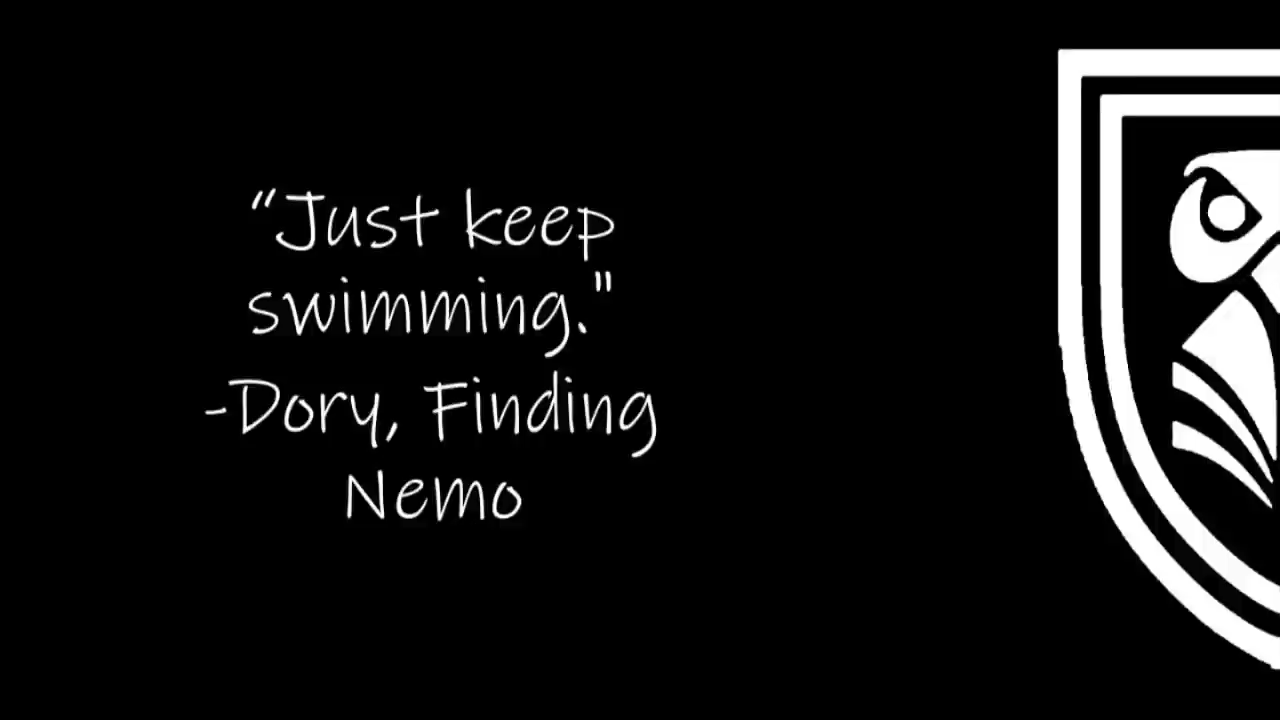 “Just keep
swimming."
-Dory, Finding
Nemo